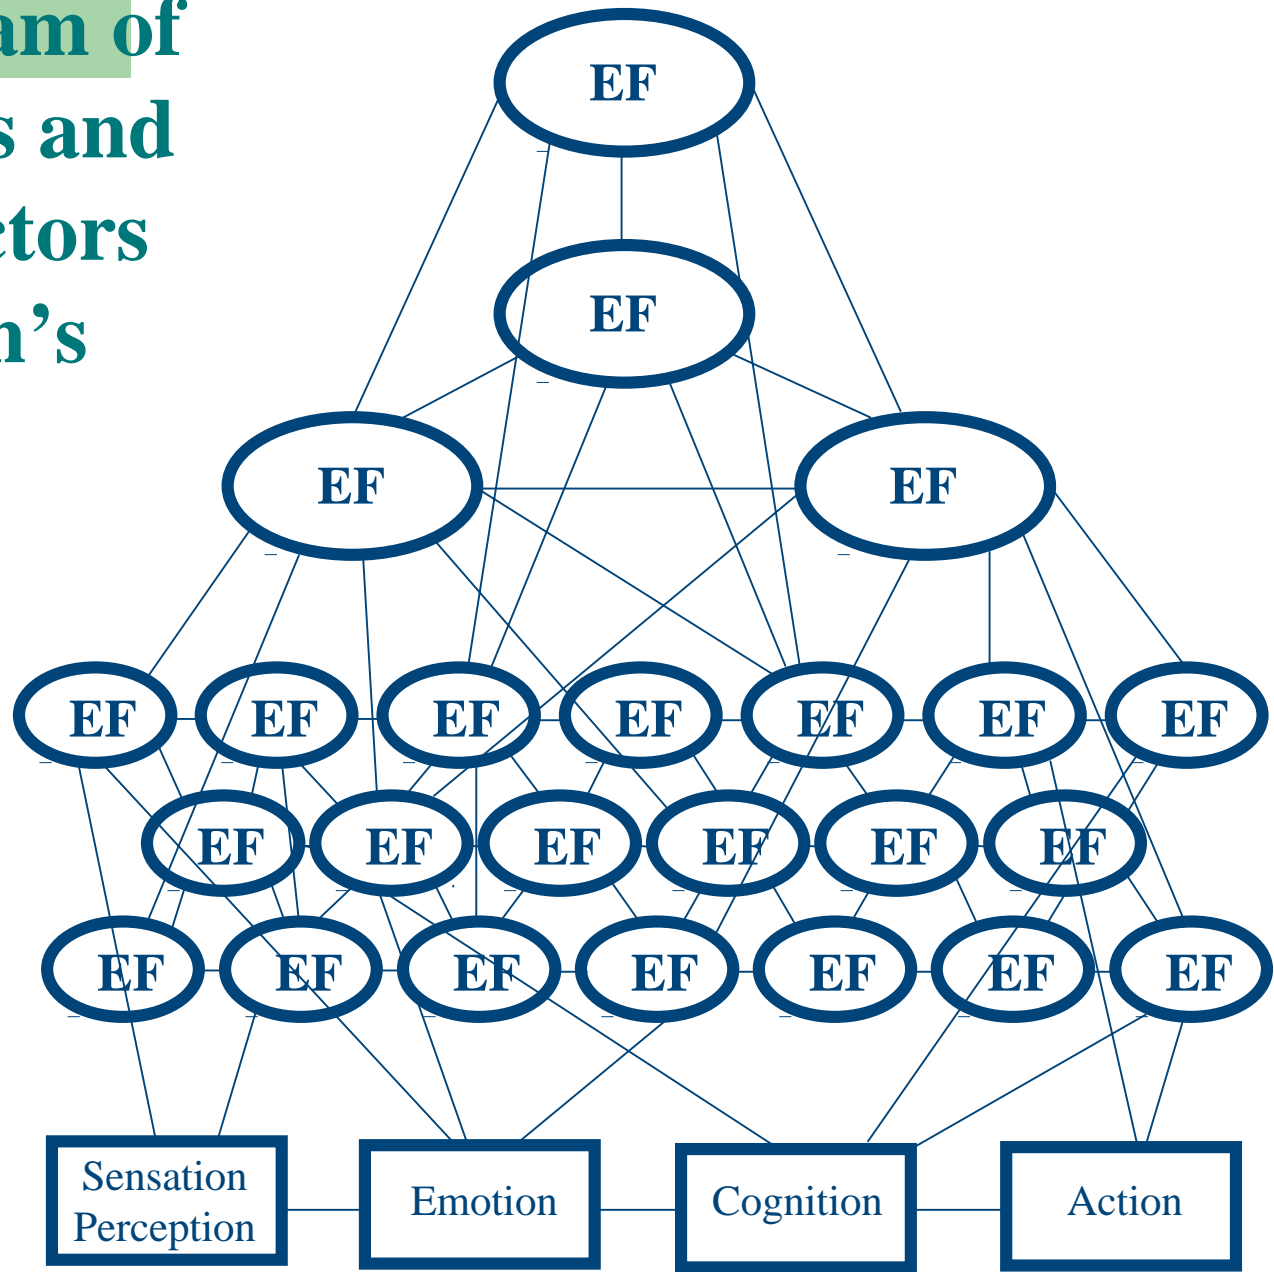 am of
s and
ctors
n's
EF
EF
EF EF
EF EF EF EF EF EF EF
EF EF EF EF EF EF
EF EF EF EF EF EF EF
Sensation
Perception
Emotion
Cognition
Action